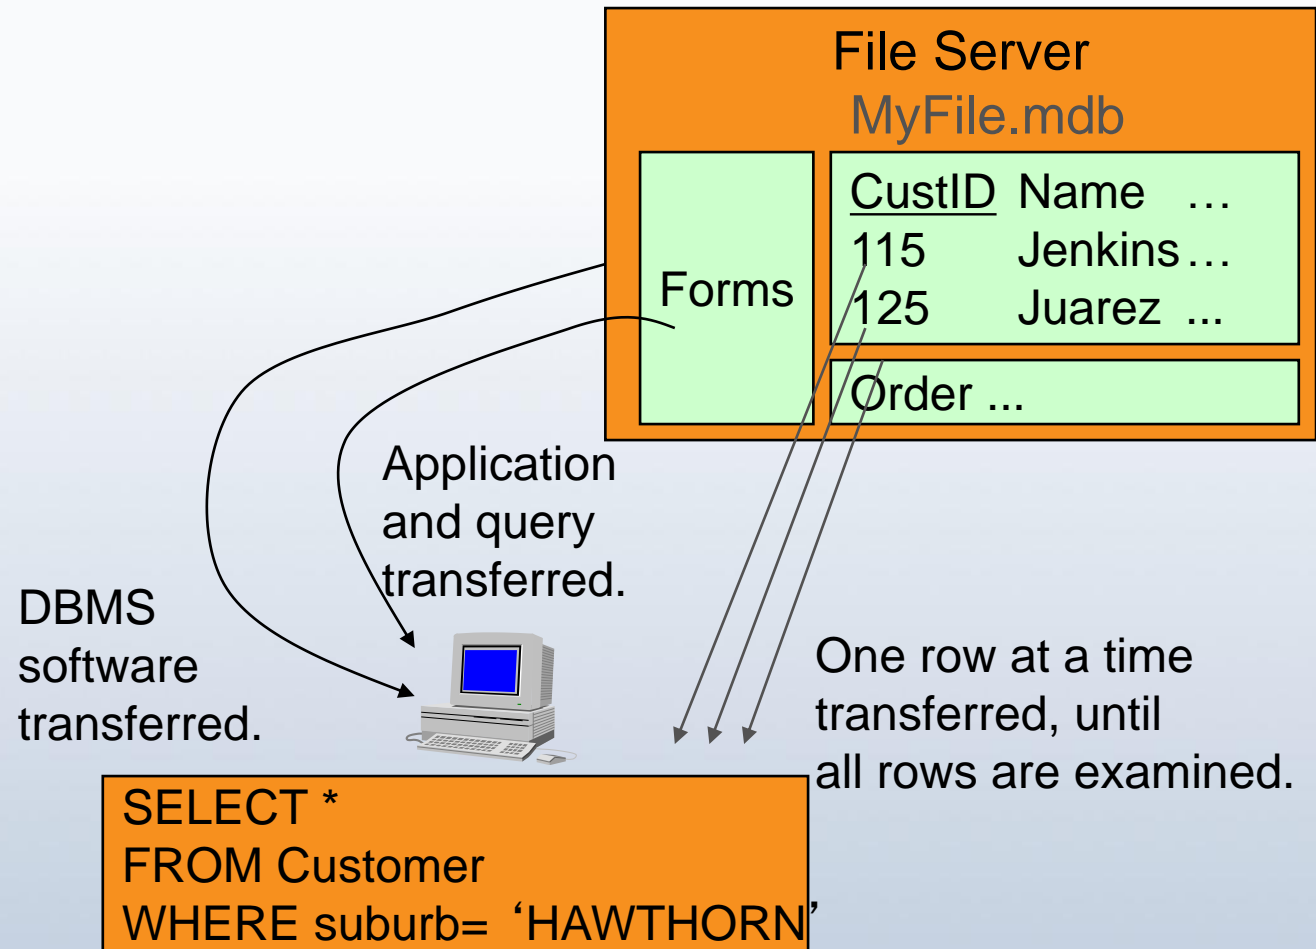 File Server
MyFile.mdb
Forms
CustID Name …
115 Jenkins …
125 Juarez ...
Order ...
Application
and query
transferred.
DBMS
software
transferred.
One row at a time
transferred, until
all rows are examined.
SELECT *
FROM Customer
WHERE suburb= ‘HAWTHORN’